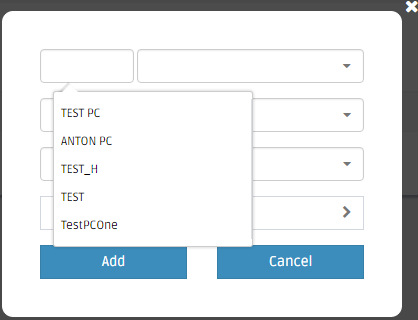 TEST PC
ANTON PC
TEST_H
TEST
TestPCOne
Add
Cancel